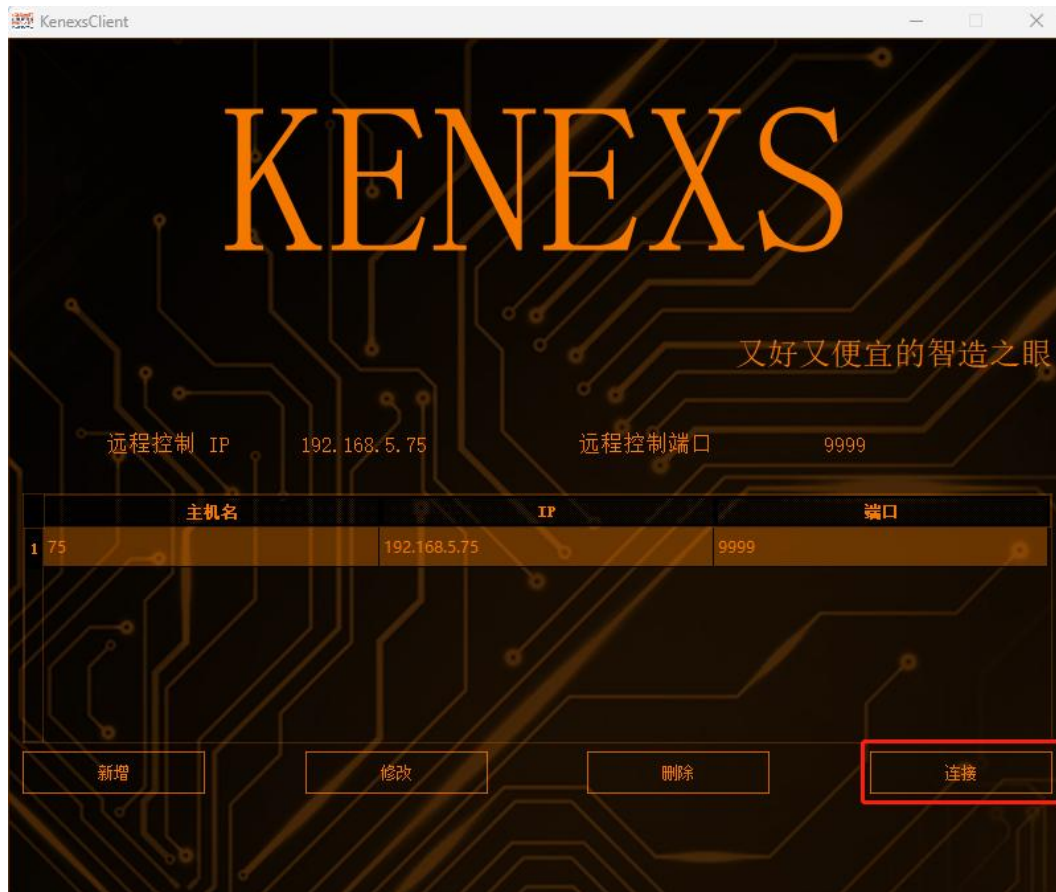 KenexsClient
KENEXS
又好又便宜的智造之眼
远程控制 IP 192.168.5.75 远程控制端口 9999
主机名 IP 端口
1 75 192.168.5.75 9999
新增 修改 删除 连接